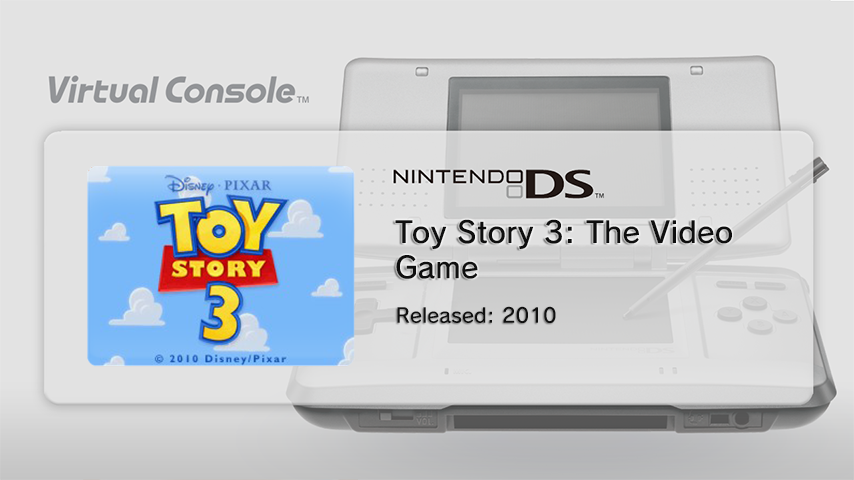 Virtual Console™
Disney · PIXAR
TOY
STORY
3
© 2010 Disney/Pixar
NINTENDO DS™
Toy Story 3: The Video
Game
Released: 2010